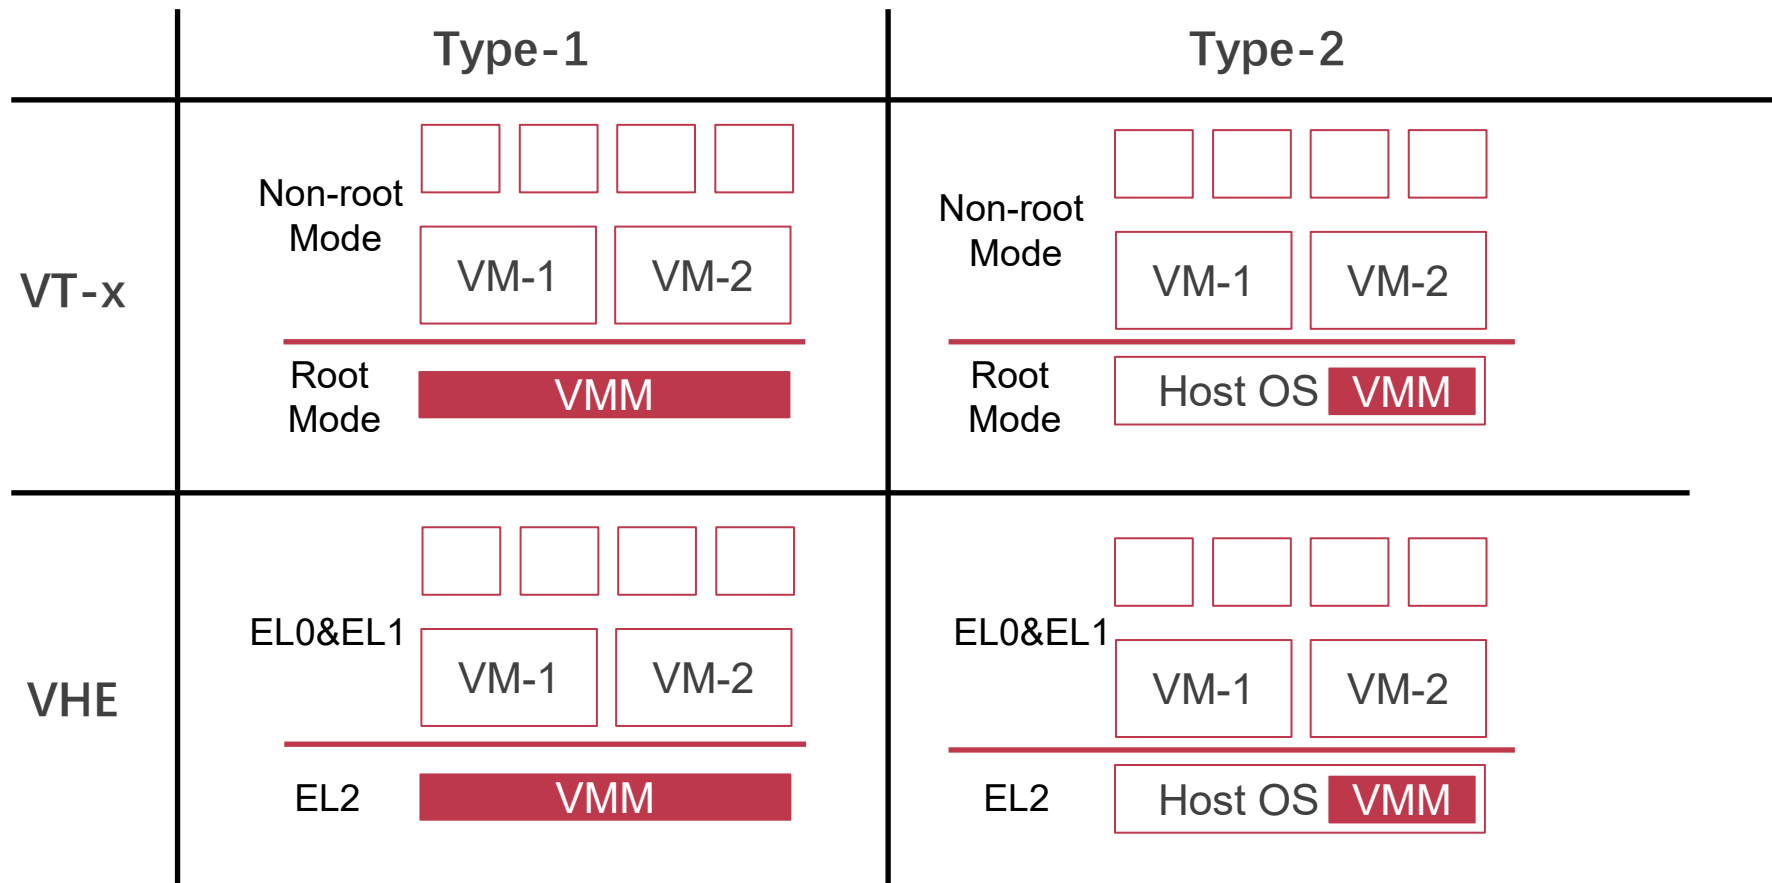 Type-1
Type-2
VT-x
Non-root
Mode
VM-1
VM-2
Root
Mode
VMM
Non-root
Mode
VM-1
VM-2
Root
Mode
Host OS
VMM
VHE
EL0&EL1
VM-1
VM-2
EL2
VMM
EL0&EL1
VM-1
VM-2
EL2
Host OS
VMM